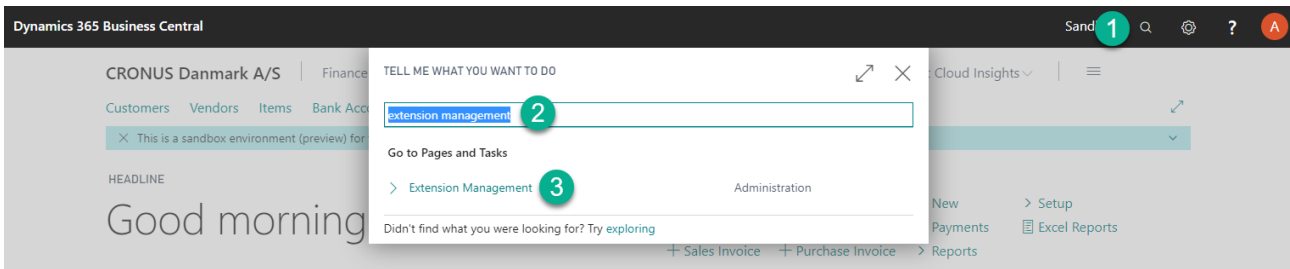 Dynamics 365 Business Central
1
?
A
CRONUS Danmark A/S
Finance
Cloud Insights
TELL ME WHAT YOU WANT TO DO
Customers Vendors Items Bank
extension management 2
This is a sandbox environment (preview) for
Go to Pages and Tasks
HEADLINE
Extension Management 3 Administration
Good morning
New > Setup
Payments Excel Reports
Didn't find what you were looking for? Try exploring
+ Sales Invoice + Purchase Invoice > Reports